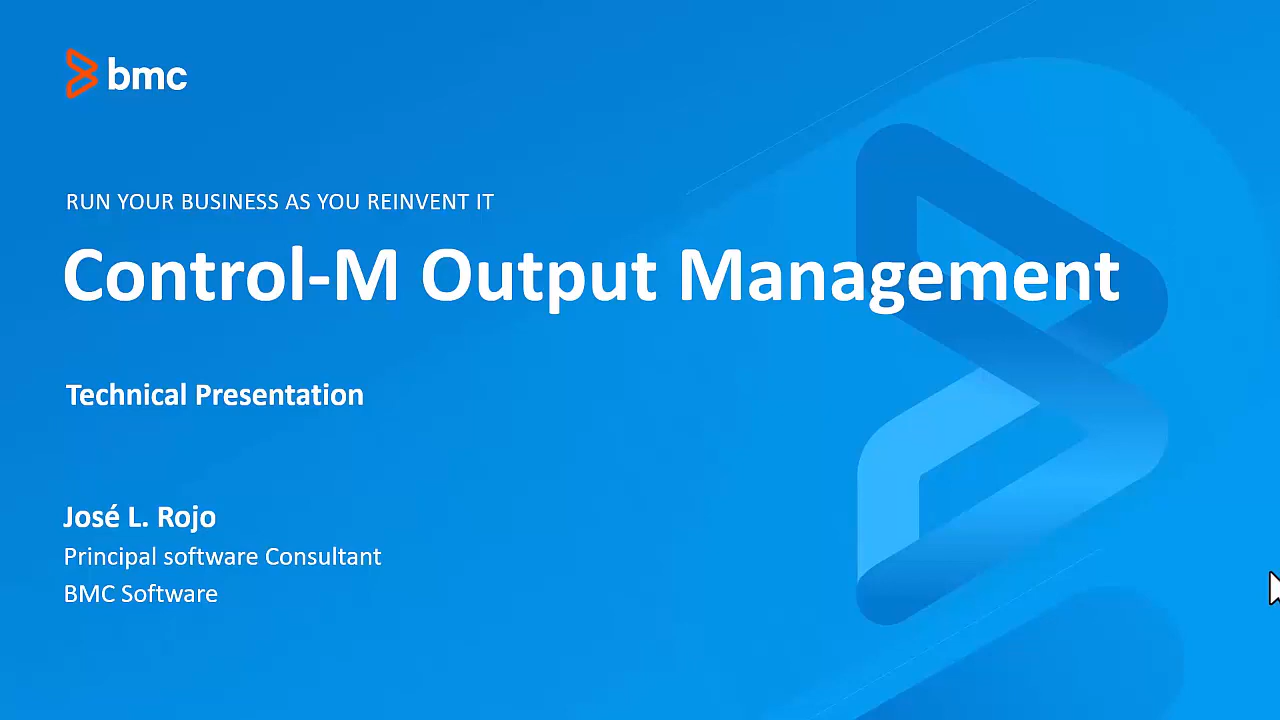 bmc
RUN YOUR BUSINESS AS YOU REINVENT IT
Control-M Output Management
Technical Presentation
José L. Rojo
Principal software Consultant
BMC Software